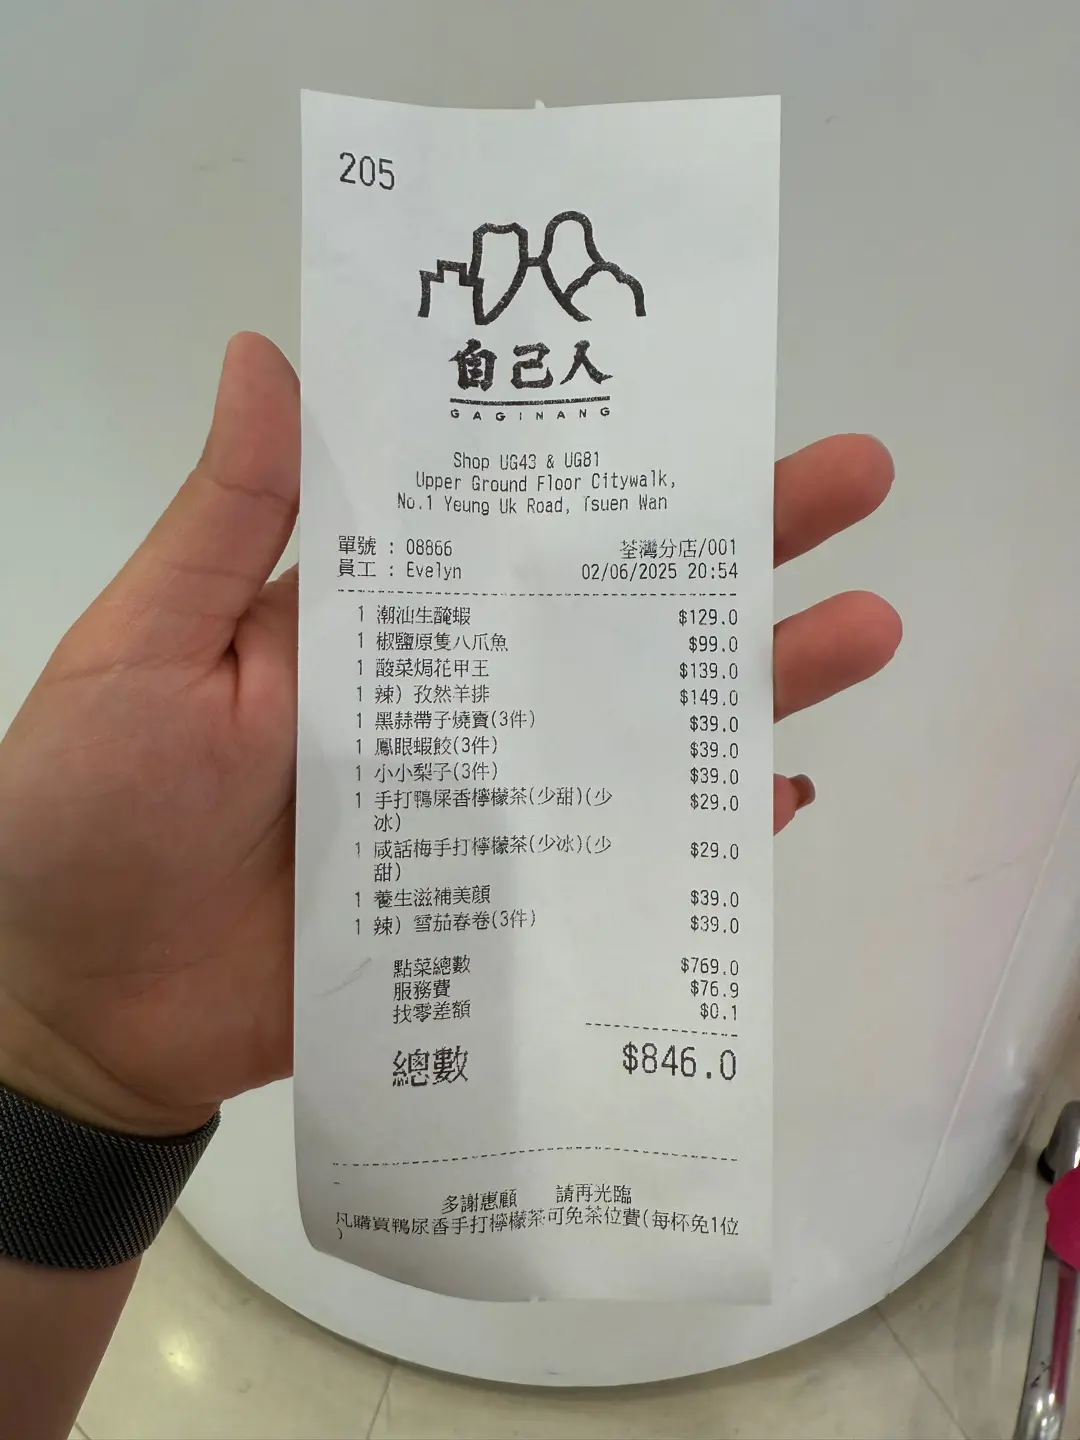 205
自己人
GAGINANG
Shop UG43 & UG81
Upper Ground Floor Citywalk,
No.1 Yeung Uk Road, Tsuen Wan
單號 : 08866 荃灣分店/001
員工 : Evelyn 02/06/2025 20:54
1 潮汕生醃蝦 $129.0
1 椒鹽原隻八爪魚 $99.0
1 酸菜焗花甲王 $139.0
1 辣) 孜然羊排 $149.0
1 黑蒜帶子燒賣(3件) $39.0
1 鳳眼蝦餃(3件) $39.0
1 小小梨子(3件) $39.0
1 手打鴨屎香檸檬茶(少甜)(少 $29.0
冰)
1 咸話梅手打檸檬茶(少冰)(少 $29.0
甜)
1 養生滋補美顏 $39.0
1 辣) 雪茄春卷(3件) $39.0
點菜總數 $769.0
服務費 $76.9
找零差額 $0.1
總數 $846.0
多謝惠顧 請再光臨
凡購買鴨尿香手打檸檬茶可免茶位費(每杯免1位
)